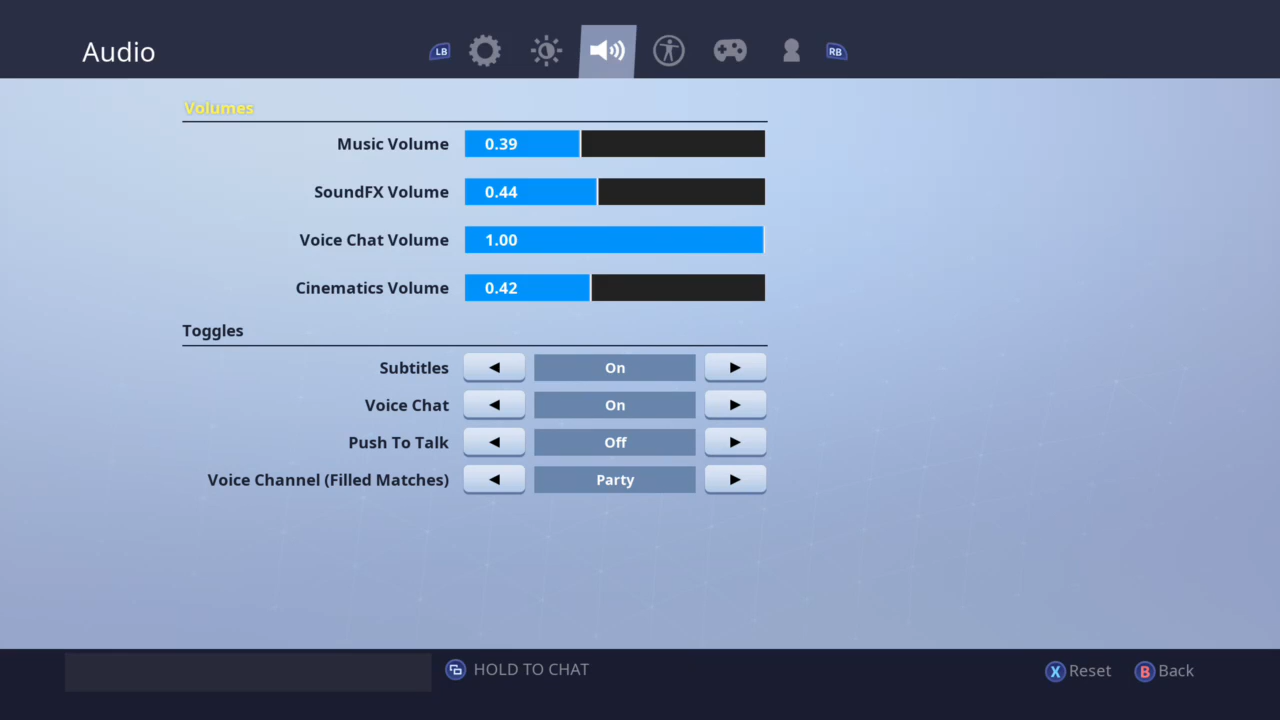 Audio
LB
RB
Volumes
Music Volume 0.39
SoundFX Volume 0.44
Voice Chat Volume 1.00
Cinematics Volume 0.42
Toggles
Subtitles On
Voice Chat On
Push To Talk Off
Voice Channel (Filled Matches) Party
HOLD TO CHAT
X Reset B Back